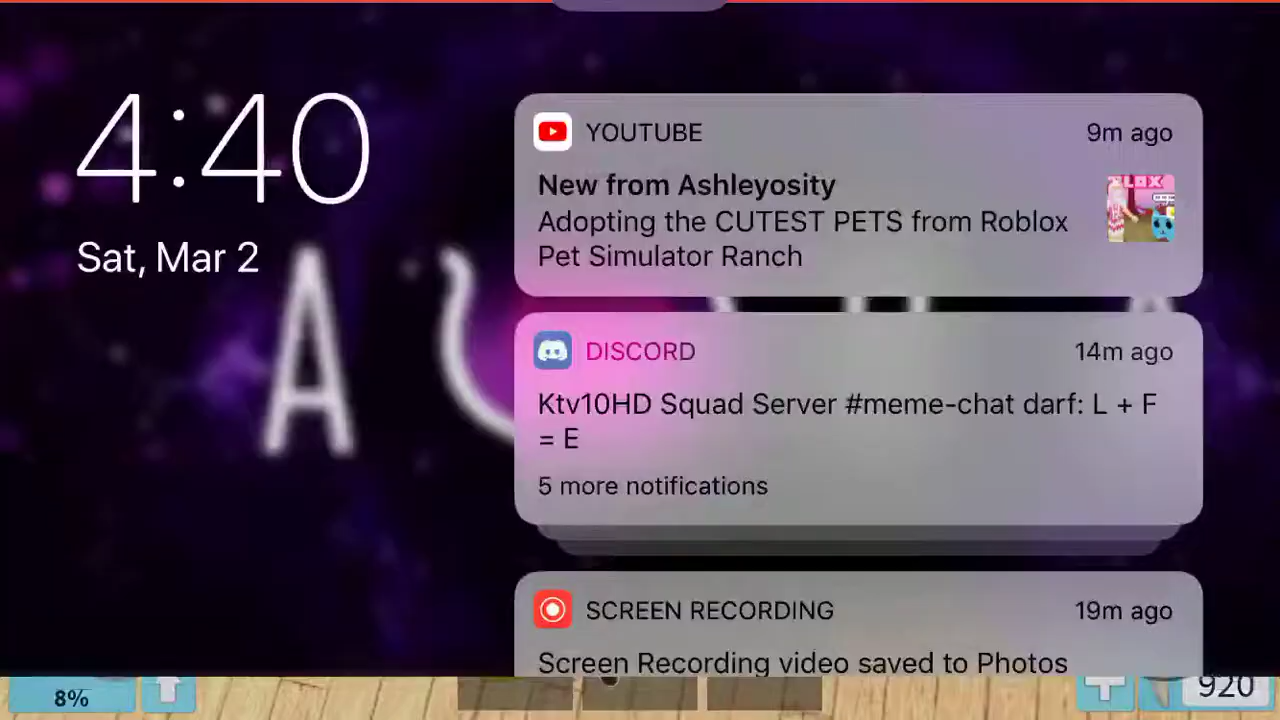 4:40
Sat, Mar 2
YOUTUBE
9m ago
New from Ashleyosity
Adopting the CUTEST PETS from Roblox
Pet Simulator Ranch
DISCORD
14m ago
Ktv10HD Squad Server #meme-chat darf: L + F
= E
5 more notifications
SCREEN RECORDING
19m ago
Screen Recording video saved to Photos
8%
920